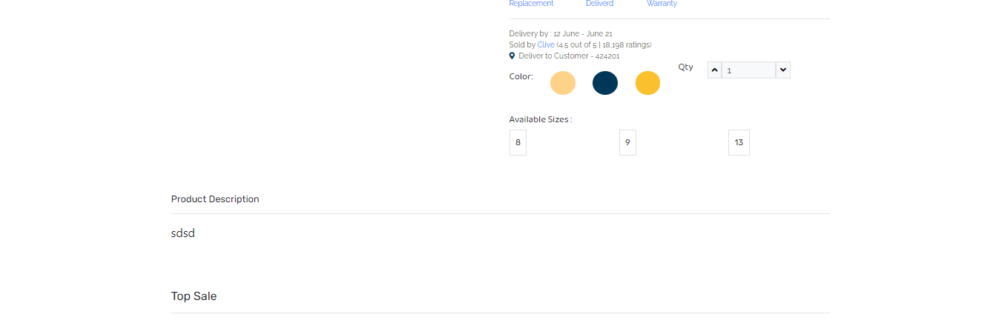 Replacement Deliverd Warranty
Delivery by : 12 June - June 21
Sold by Clive (4.5 out of 5 | 18,198 ratings)
Deliver to Customer - 424201
Qty 1
Color:
Available Sizes :
8 9 13
Product Description
sdsd
Top Sale